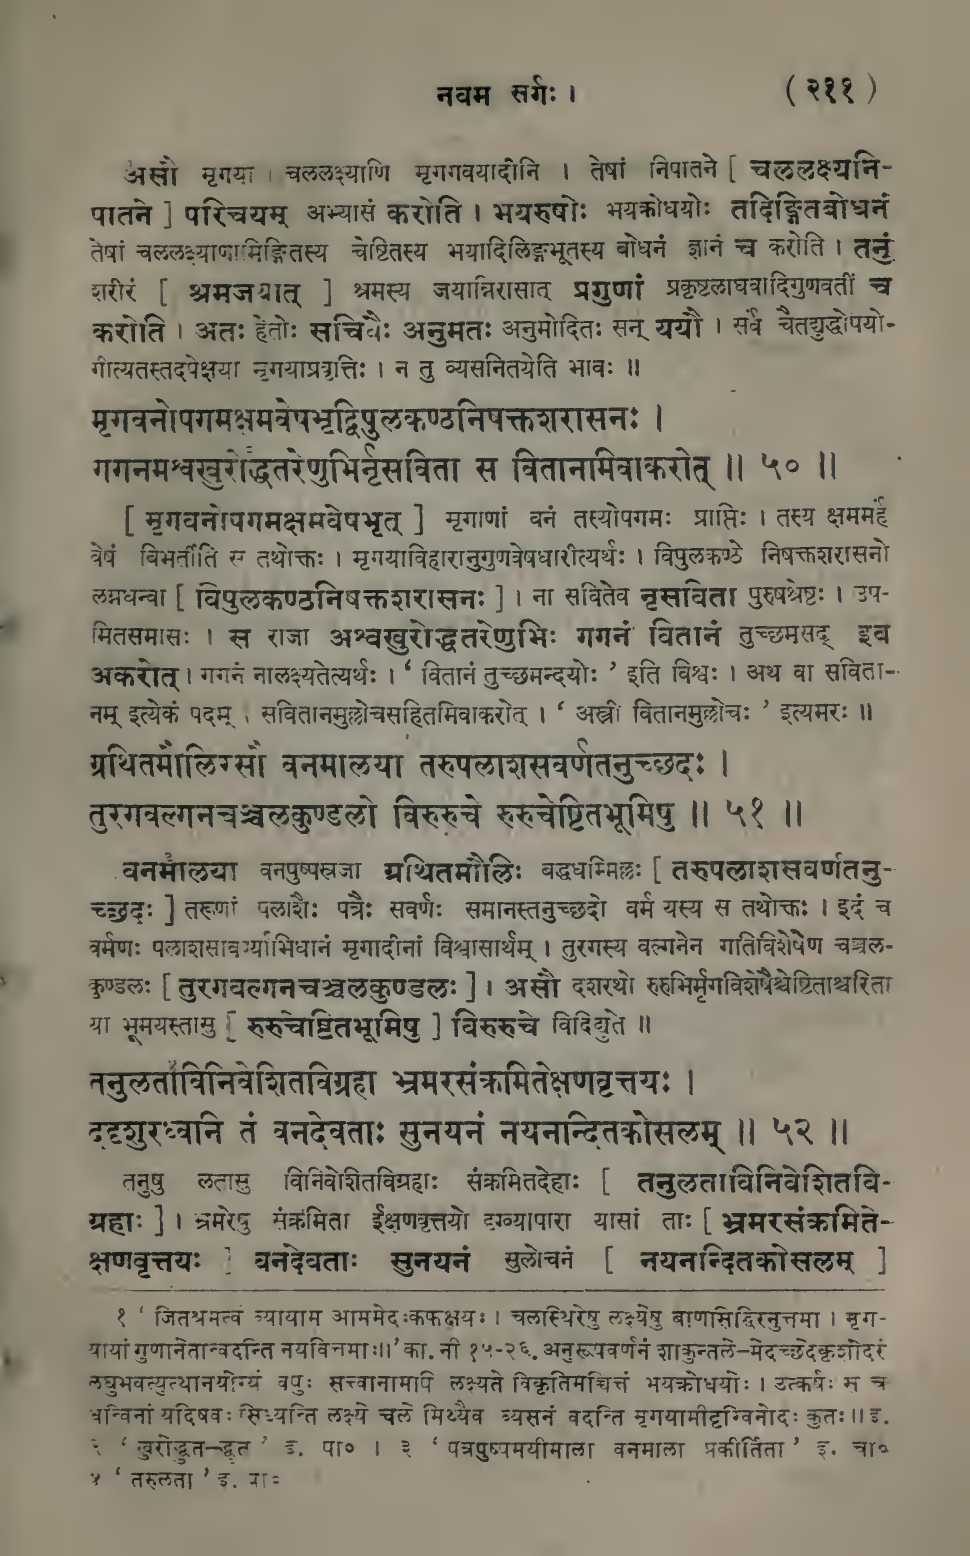 नवम सर्गः । ( २११ )
असौ मृगया । चललक्ष्याणि मृगगवयादीनि । तेषां निपातने [ चललक्ष्यनि-
पातने ] परिचयम् अभ्यासं करोति । भयरुषोः भयक्रोधयोः तदिङ्गितबोधनं
तेषां चललक्ष्याणामिङ्गितस्य चेष्टितस्य भयादिलिङ्गभूतस्य बोधनं ज्ञानं च करोति । तनुं
शरीरं [ श्रमजयात् ] श्रमस्य जयान्निरासात् प्रगुणां प्रकृष्टलाघवादिगुणवतीं च
करोति । अतः हेतोः सचिवैः अनुमतः अनुमोदितः सन् ययौ । सर्वं चैतद्युद्धोपयो-
गीत्यतस्तदपेक्षया मृगयाप्रवृत्तिः । न तु व्यसनितयेति भावः ॥
मृगवनोपगमक्षमवेषभृद्विपुलकण्ठनिषक्तशरासनः ।
गगनमश्वखुरोद्धतरेणुभिर्नृसविता स वितानमिवाकरोत् ॥ ५० ॥
[ मृगवनोपगमक्षमवेषभृत् ] मृगाणां वनं तस्योपगमः प्राप्तिः । तस्य क्षममर्हं
वेषं बिभर्तीति स तथोक्तः । मृगयाविहारानुगुणवेषधारीत्यर्थः । विपुलकण्ठे निषक्तशरासनो
लग्नधन्वा [ विपुलकण्ठनिषक्तशरासनः ] । ना सवितेव नृसविता पुरुषश्रेष्ठः । उप-
मितसमासः । स राजा अश्वखुरोद्धतरेणुभिः गगनं वितानं तुच्छमसद् इव
अकरोत् । गगनं नालक्ष्यतेत्यर्थः । ‘ वितानं तुच्छमन्दयोः ’ इति विश्वः । अथ वा सविता-
नम् इत्येकं पदम् । सवितानमुल्लोचसहितमिवाकरोत् । ‘ अस्त्री वितानमुल्लोचः ’ इत्यमरः ॥
ग्रथितमौलिरसौ वनमालया तरुपलाशसवर्णतनुच्छदः ।
तुरगवल्गनचञ्चलकुण्डलो विरुरुचे रुरुचेष्टितभूमिषु ॥ ५१ ॥
वनमालया वनपुष्पस्रजा ग्रथितमौलिः बद्धधम्मिल्लः [ तरुपलाशसवर्णतनु-
च्छदः ] तरूणां पलाशैः पत्रैः सवर्णः समानस्तनुच्छदो वर्म यस्य स तथोक्तः । इदं च
वर्मणः पलाशसावर्ण्याभिधानं मृगादीनां विश्वासार्थम् । तुरगस्य वल्गनेन गतिविशेषेण चञ्चल-
कुण्डलः [ तुरगवल्गनचञ्चलकुण्डलः ] । असौ दशरथो रुरुभिर्मृगविशेषैश्चेष्टिताश्चरिता
या भूमयस्तासु [ रुरुचेष्टितभूमिषु ] विरुरुचे विदिद्युते ॥
तनुलताविनिवेशितविग्रहा भ्रमरसंक्रमितेक्षणवृत्तयः ।
ददृशुरध्वनि तं वनदेवताः सुनयनं नयनन्दितकोसलम् ॥ ५२ ॥
तनुषु लतासु विनिवेशितविग्रहाः संक्रमितदेहाः [ तनुलताविनिवेशितवि-
ग्रहाः ] । भ्रमरेषु संक्रमिता ईक्षणवृत्तयो दृग्व्यापारा यासां ताः [ भ्रमरसंक्रमिते-
क्षणवृत्तयः ] वनदेवताः सुनयनं सुलोचनं [ नयनन्दितकोसलम् ]
१ ‘ जितश्रमत्वं व्यायाम आममेदःकफक्षयः । चलास्थिरेषु लक्ष्येषु बाणसिद्धिरनुत्तमा । मृग-
यायां गुणानेतान्वदन्ति नयवित्तमाः॥’ का. नी १५-२६. अनुरूपवर्णनं शाकुन्तले–मेदच्छेदकृशोदरं
लघुभवत्युत्थानयोग्यं वपुः सत्त्वानामपि लक्ष्यते विकृतिमच्चित्तं भयक्रोधयोः । उत्कर्षः स च
धन्विनां यदिषवः सिध्यन्ति लक्ष्ये चले मिथ्यैव व्यसनं वदन्ति मृगयामीदृग्विनोदः कुतः ॥ इ.
२ ‘ खुरोद्धुत–द्धूत ’ इ. पा० । ३ ‘ पत्रपुष्पमयीमाला वनमाला प्रकीर्तिता ’ इ. चा०
४ ‘ तरुलता ’ इ. पा०